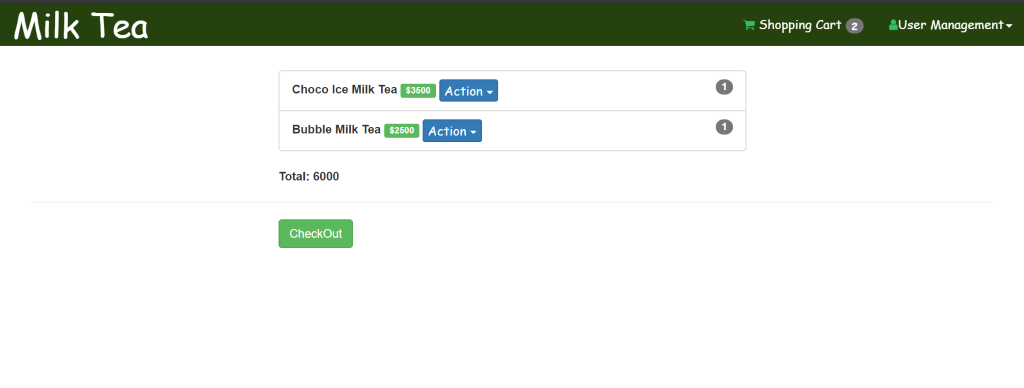 Milk Tea Shopping Cart 2 User Management
Choco Ice Milk Tea $3500 Action 1
Bubble Milk Tea $2500 Action 1
Total: 6000
CheckOut